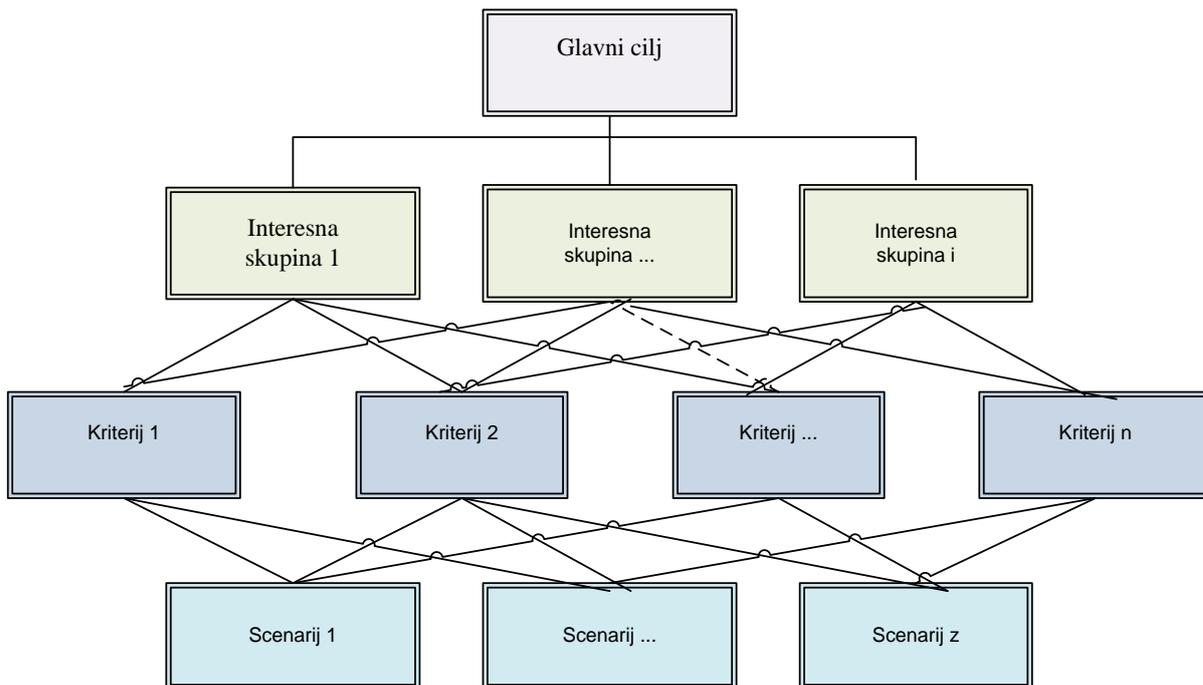 Glavni cilj
Interesna
skupina 1
Interesna
skupina ...
Interesna
skupina i
Kriterij 1
Kriterij 2
Kriterij ...
Kriterij n
Scenarij 1
Scenarij ...
Scenarij z